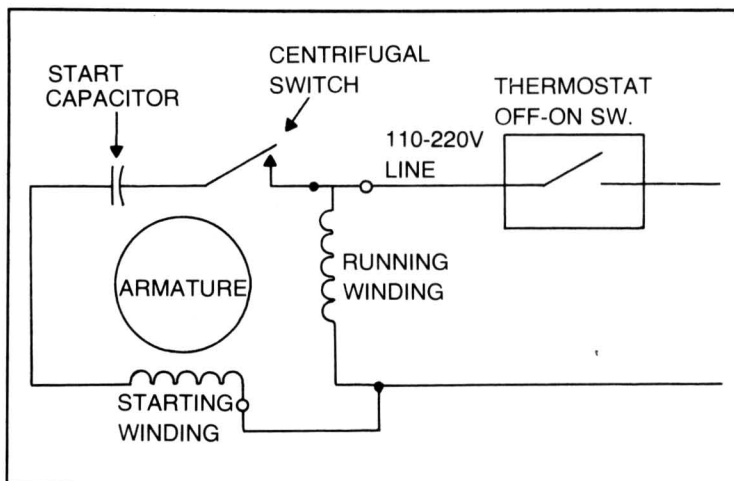 START
CAPACITOR
CENTRIFUGAL
SWITCH
THERMOSTAT
OFF-ON SW.
110-220V
LINE
ARMATURE
RUNNING
WINDING
STARTING
WINDING